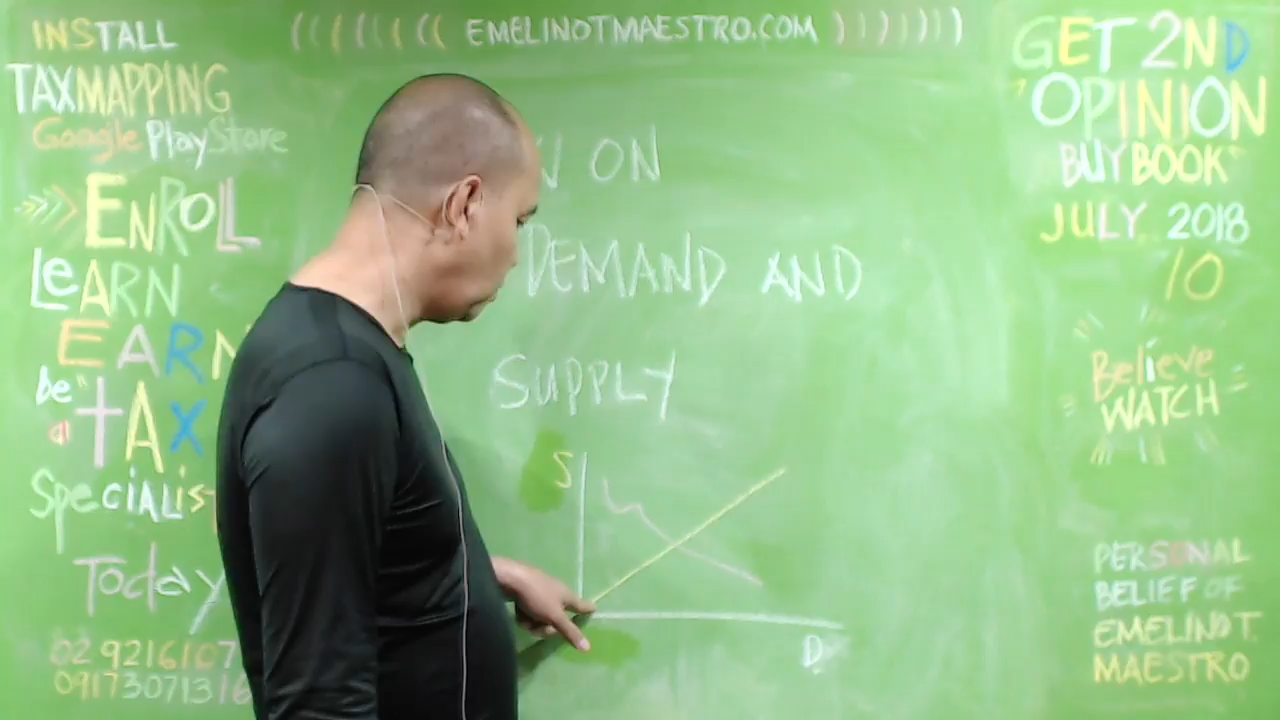 INSTALL
TAXMAPPING
Google PlayStore
>>>> ENROLL
LeARN
EARN
be
a TAX
Specialis
Today
02 9216107
09173071316
(((((((( EMELINOTMAESTRO.COM ))))))))
N ON
DEMAND AND
SUPPLY
S
D
GET 2ND
OPINION
BUY BOOK
JULY 2018
10
Believe
WATCH
PERSONAL
BELIEF OF
EMELINO T.
MAESTRO